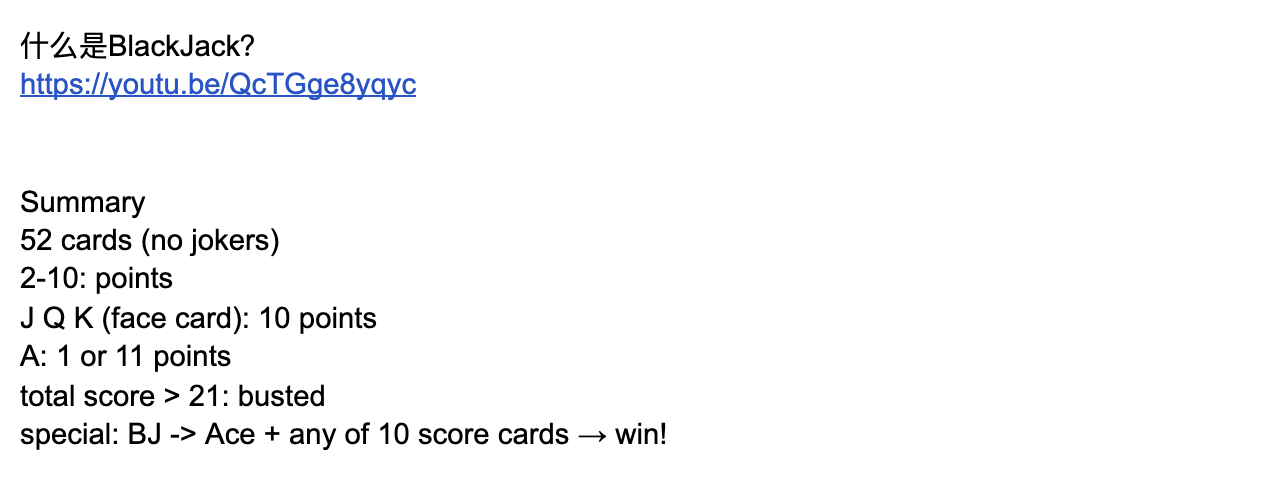 什么是BlackJack?
https://youtu.be/QcTGge8yqyc
Summary
52 cards (no jokers)
2-10: points
J Q K (face card): 10 points
A: 1 or 11 points
total score > 21: busted
special: BJ -> Ace + any of 10 score cards → win!